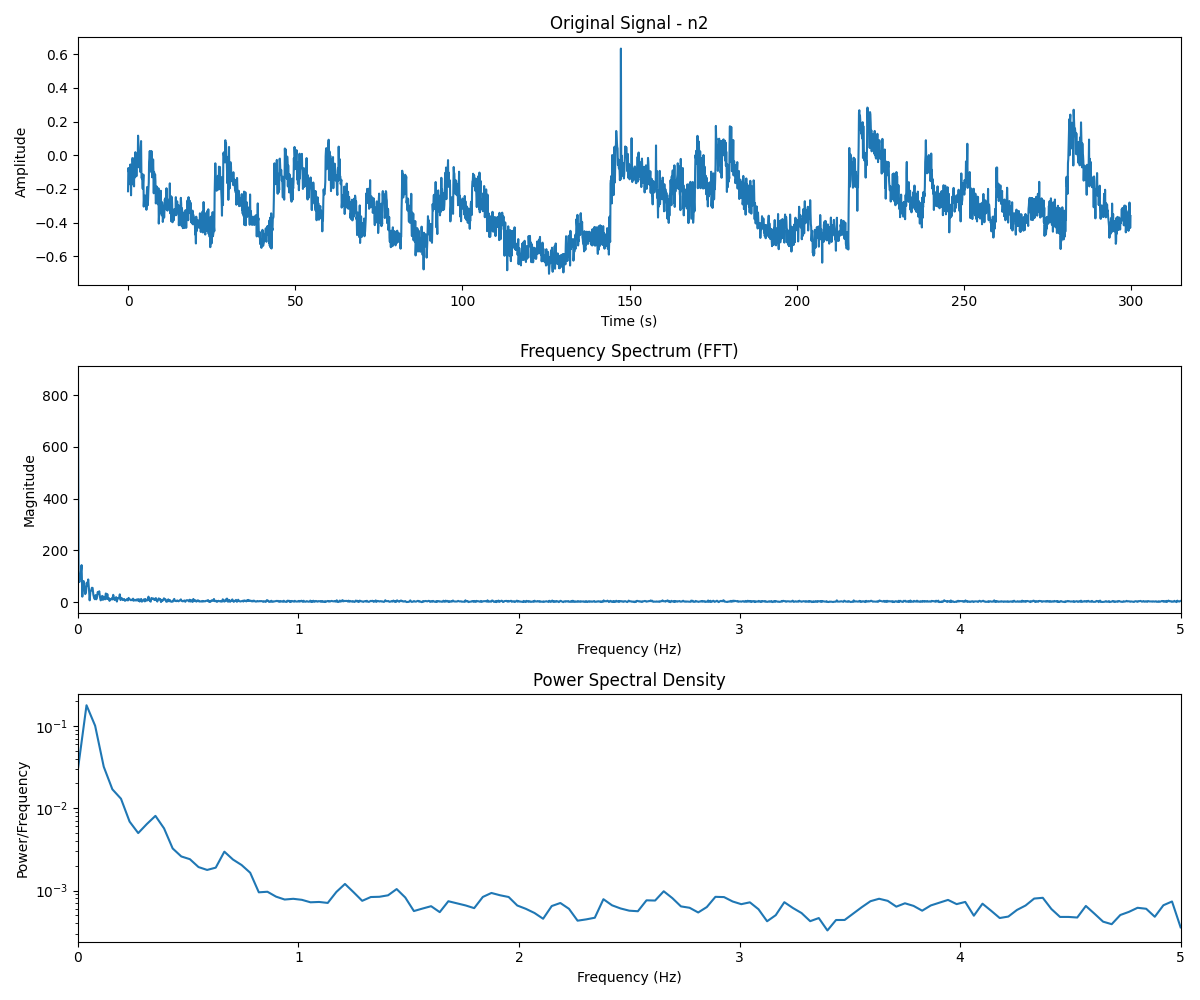 Original Signal - n2
0.6
0.4
0.2
0.0
−0.2
−0.4
−0.6
Amplitude
0 50 100 150 200 250 300
Time (s)
Frequency Spectrum (FFT)
800
600
400
200
0
Magnitude
0 1 2 3 4 5
Frequency (Hz)
Power Spectral Density
10⁻¹
10⁻²
10⁻³
Power/Frequency
0 1 2 3 4 5
Frequency (Hz)